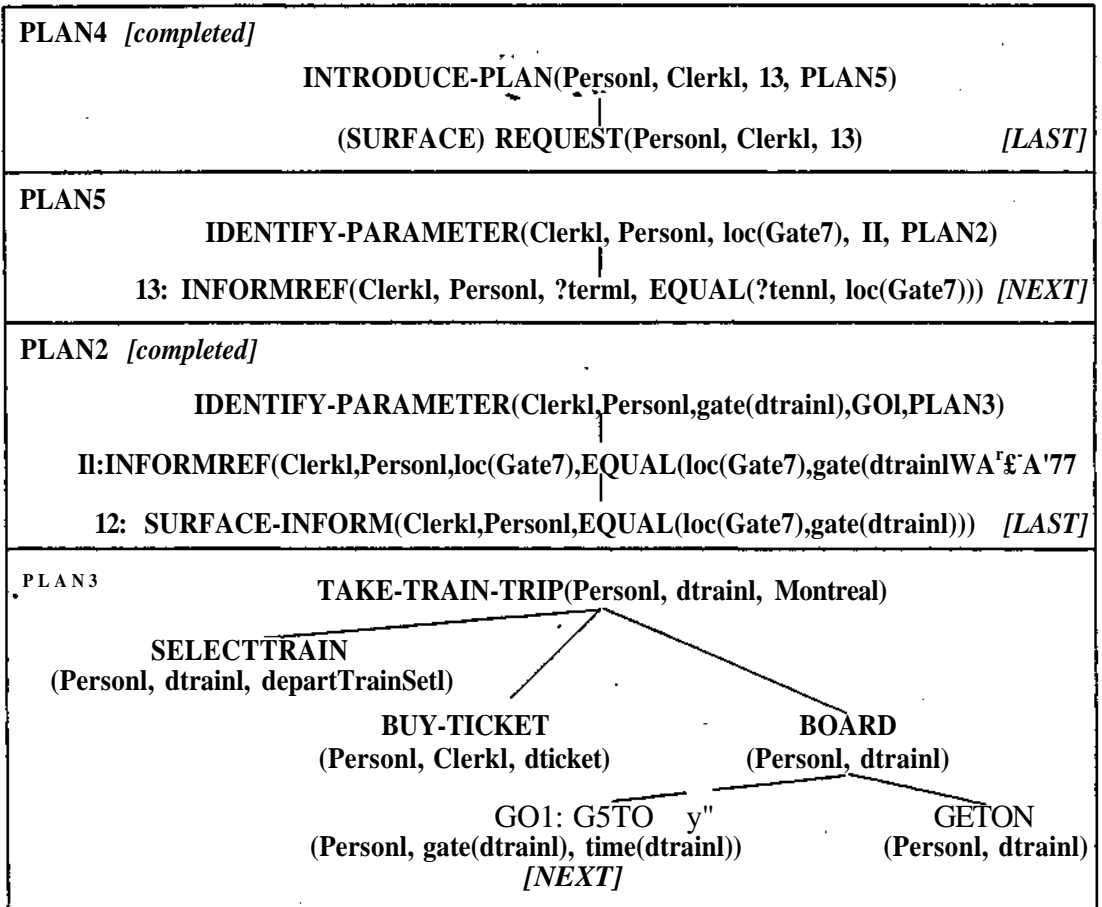 PLAN4 [completed]
INTRODUCE-PLAN(Personl, Clerkl, 13, PLAN5)
(SURFACE) REQUEST(Personl, Clerkl, 13) [LAST]
PLAN5
IDENTIFY-PARAMETER(Clerkl, Personl, loc(Gate7), II, PLAN2)
13: INFORMREF(Clerkl, Personl, ?terml, EQUAL(?tennl, loc(Gate7))) [NEXT]
PLAN2 [completed]
IDENTIFY-PARAMETER(Clerkl,Personl,gate(dtrainl),GOl,PLAN3)
Il:INFORMREF(Clerkl,Personl,loc(Gate7),EQUAL(loc(Gate7),gate(dtrainl
12: SURFACE-INFORM(Clerkl,Personl,EQUAL(loc(Gate7),gate(dtrainl))) [LAST]
PLAN3
TAKE-TRAIN-TRIP(Personl, dtrainl, Montreal)
SELECTTRAIN
(Personl, dtrainl, departTrainSetl)
BUY-TICKET BOARD
(Personl, Clerkl, dticket) (Personl, dtrainl)
GO1: G5TO y" GETON
(Personl, gate(dtrainl), time(dtrainl)) (Personl, dtrainl)
[NEXT]